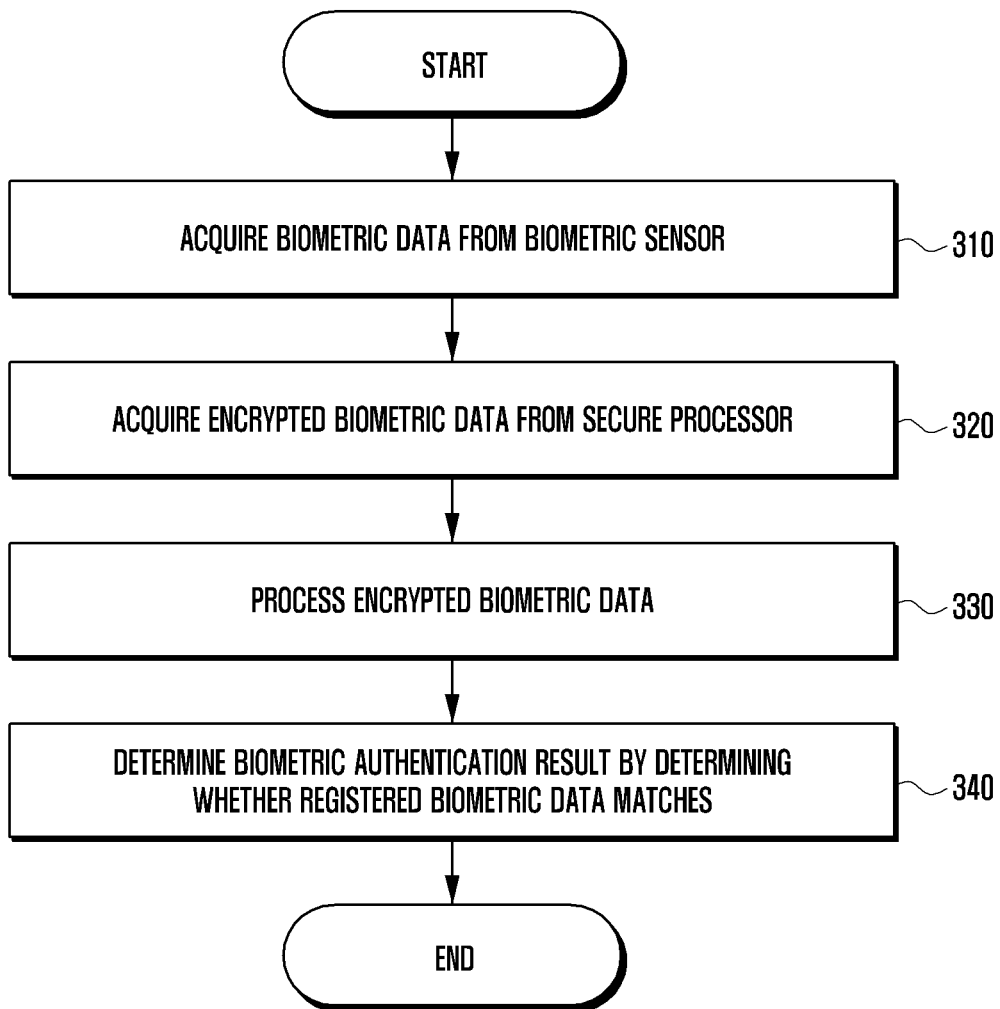 START
ACQUIRE BIOMETRIC DATA FROM BIOMETRIC SENSOR
310
ACQUIRE ENCRYPTED BIOMETRIC DATA FROM SECURE PROCESSOR
320
PROCESS ENCRYPTED BIOMETRIC DATA
330
DETERMINE BIOMETRIC AUTHENTICATION RESULT BY DETERMINING
WHETHER REGISTERED BIOMETRIC DATA MATCHES
340
END